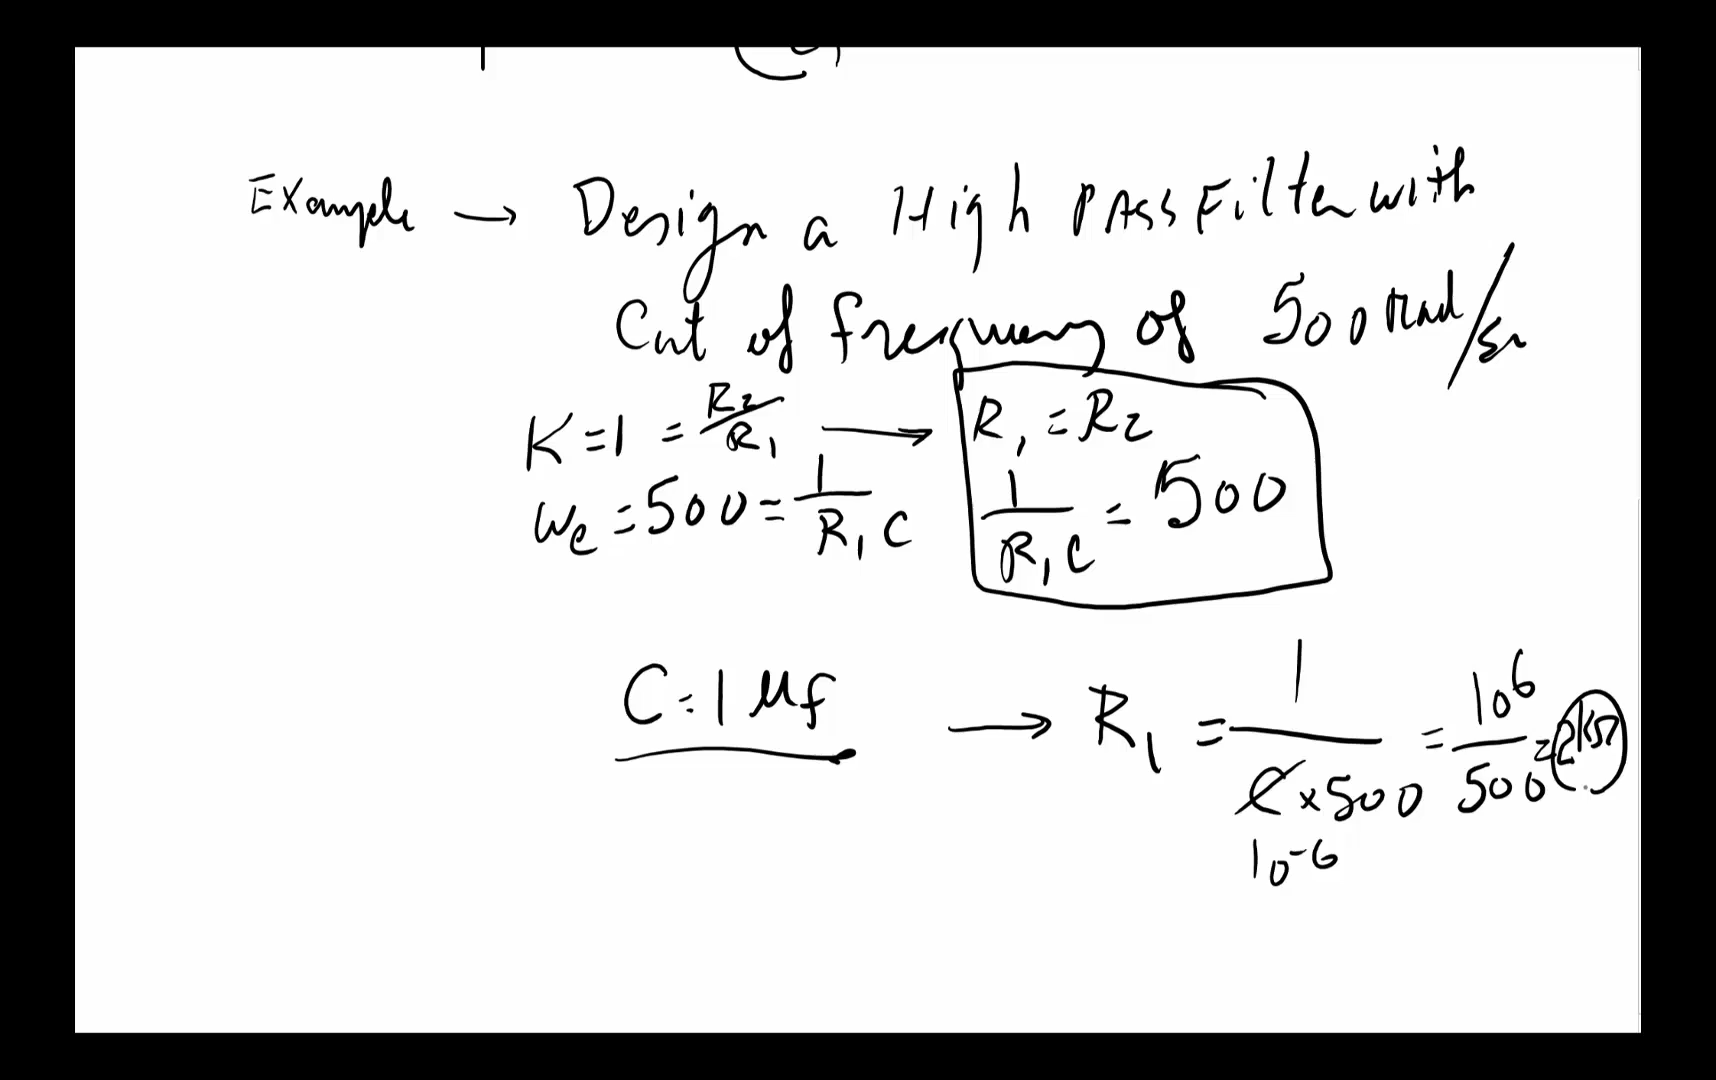 Example → Design a High PASS Filter with
Cut of frequency of 500 rad/sec
K = 1 = R2/R1 → R1 = R2
Wc = 500 = 1/R1C
1/R1C = 500
C = 1 μf → R1 = 1/(C × 500) = 10^6/500 = 2kΩ
10^-6